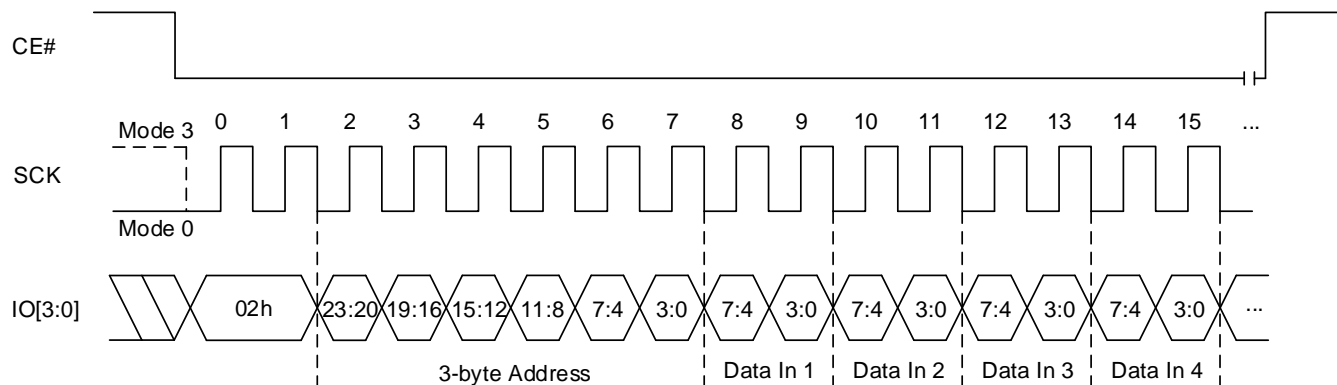 CE#
Mode 3
0 1 2 3 4 5 6 7 8 9 10 11 12 13 14 15 ...
SCK
Mode 0
IO[3:0]
02h 23:20 19:16 15:12 11:8 7:4 3:0 7:4 3:0 7:4 3:0 7:4 3:0 7:4 3:0 ...
3-byte Address Data In 1 Data In 2 Data In 3 Data In 4